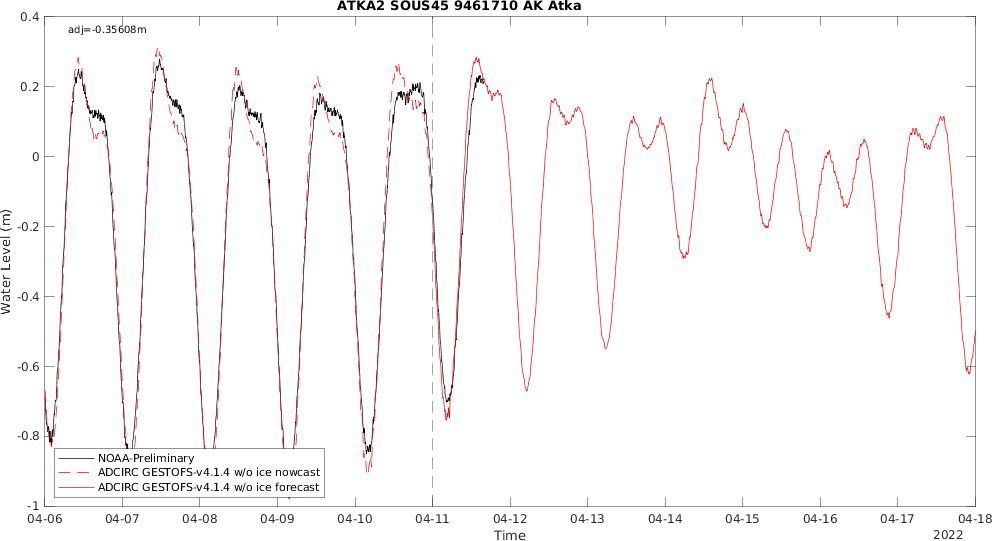 ATKA2 SOUS45 9461710 AK Atka
adj=-0.35608m
0.4
0.2
0
-0.2
-0.4
-0.6
-0.8
-1
Water Level (m)
NOAA-Preliminary
ADCIRC GESTOFS-v4.1.4 w/o ice nowcast
ADCIRC GESTOFS-v4.1.4 w/o ice forecast
04-06 04-07 04-08 04-09 04-10 04-11 04-12 04-13 04-14 04-15 04-16 04-17 04-18
Time
2022